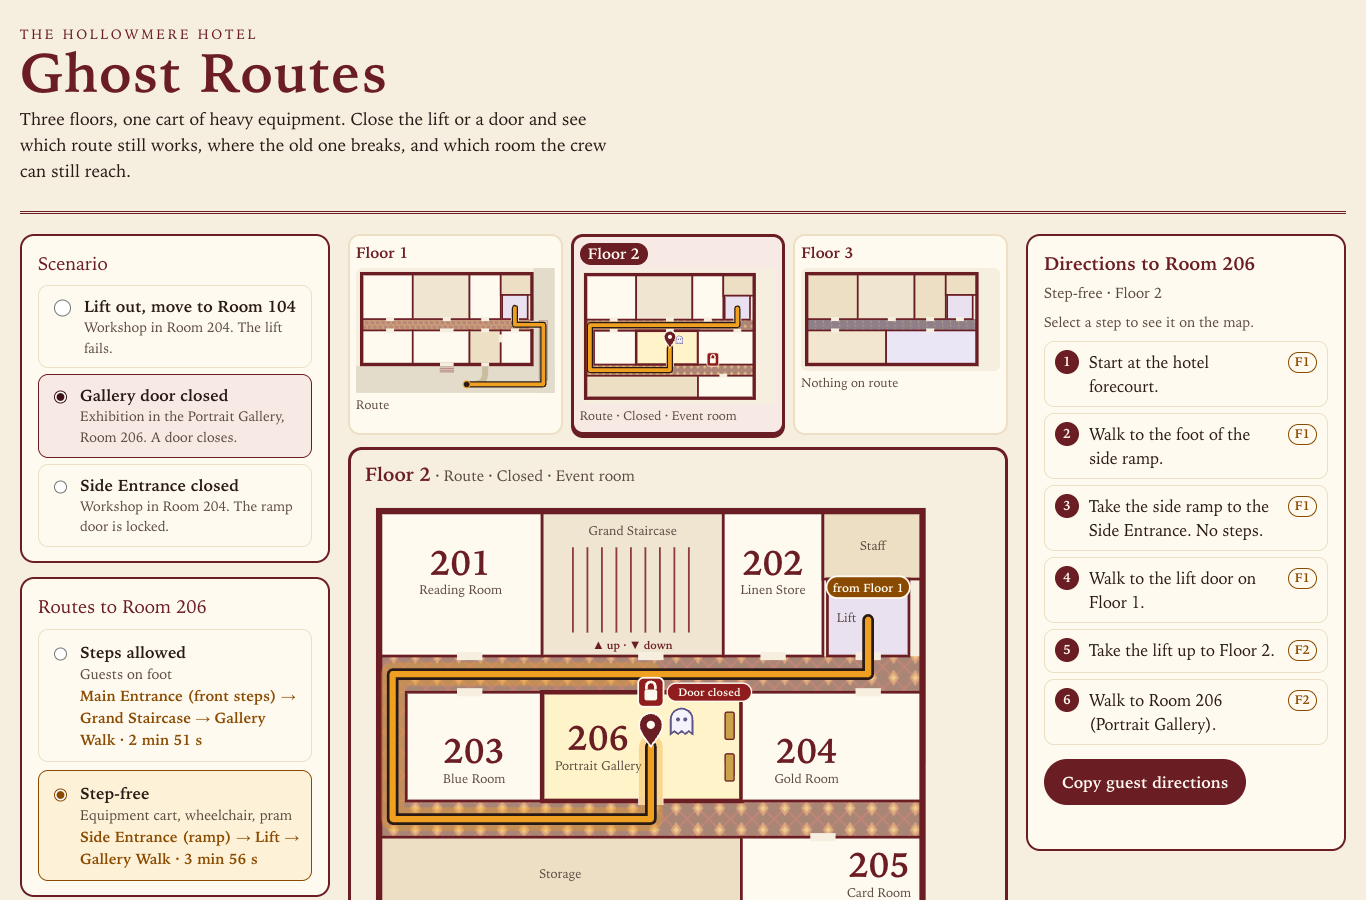 THE HOLLOWMERE HOTEL
Ghost Routes
Three floors, one cart of heavy equipment. Close the lift or a door and see
which route still works, where the old one breaks, and which room the crew
can still reach.
Scenario
Lift out, move to Room 104
Workshop in Room 204. The lift
fails.
Gallery door closed
Exhibition in the Portrait Gallery,
Room 206. A door closes.
Side Entrance closed
Workshop in Room 204. The ramp
door is locked.
Routes to Room 206
Steps allowed
Guests on foot
Main Entrance (front steps) →
Grand Staircase → Gallery
Walk · 2 min 51 s
Step-free
Equipment cart, wheelchair, pram
Side Entrance (ramp) → Lift →
Gallery Walk · 3 min 56 s
Floor 1
Route
Floor 2
Route · Closed · Event room
Floor 3
Nothing on route
Floor 2 · Route · Closed · Event room
201
Reading Room
Grand Staircase
▲ up · ▼ down
202
Linen Store
Staff
from Floor 1
Lift
Door closed
203
Blue Room
206
Portrait Gallery
204
Gold Room
Storage
205
Card Room
Directions to Room 206
Step-free · Floor 2
Select a step to see it on the map.
1 Start at the hotel F1
forecourt.
2 Walk to the foot of the F1
side ramp.
3 Take the side ramp to the F1
Side Entrance. No steps.
4 Walk to the lift door on F1
Floor 1.
5 Take the lift up to Floor 2. F2
6 Walk to Room 206 F2
(Portrait Gallery).
Copy guest directions